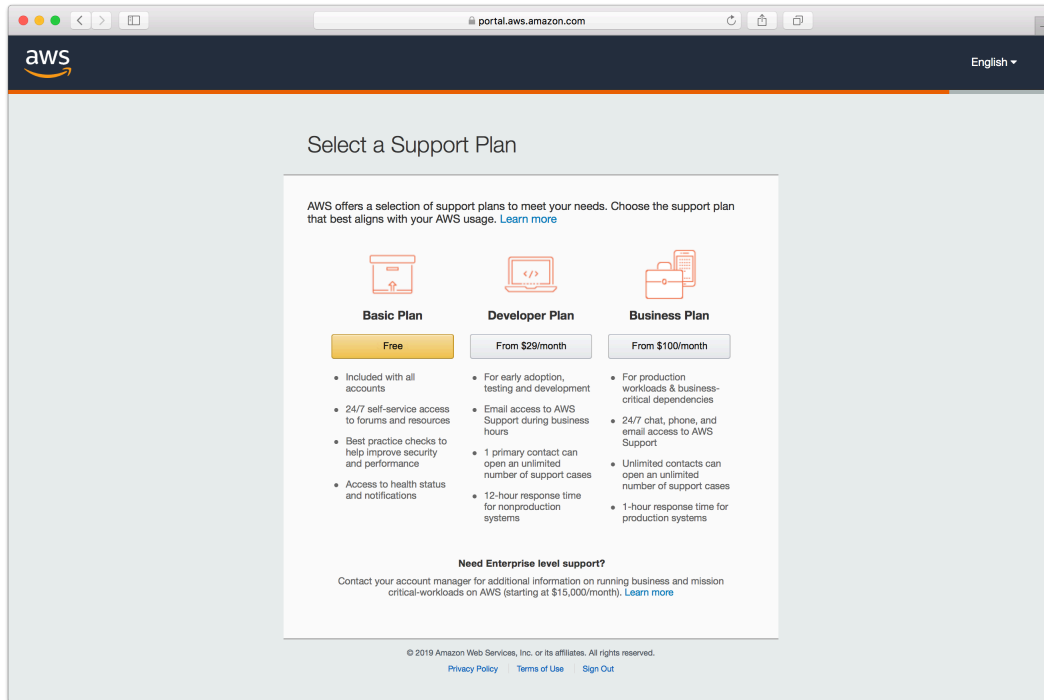 portal.aws.amazon.com
aws
English
Select a Support Plan
AWS offers a selection of support plans to meet your needs. Choose the support plan
that best aligns with your AWS usage. Learn more
</>
Basic Plan
Free
• Included with all
accounts
• 24/7 self-service access
to forums and resources
• Best practice checks to
help improve security
and performance
• Access to health status
and notifications
Developer Plan
From $29/month
• For early adoption,
testing and development
• Email access to AWS
Support during business
hours
• 1 primary contact can
open an unlimited
number of support cases
• 12-hour response time
for nonproduction
systems
Business Plan
From $100/month
• For production
workloads & business-
critical dependencies
• 24/7 chat, phone, and
email access to AWS
Support
• Unlimited contacts can
open an unlimited
number of support cases
• 1-hour response time for
production systems
Need Enterprise level support?
Contact your account manager for additional information on running business and mission
critical-workloads on AWS (starting at $15,000/month). Learn more
© 2019 Amazon Web Services, Inc. or its affiliates. All rights reserved.
Privacy Policy | Terms of Use | Sign Out